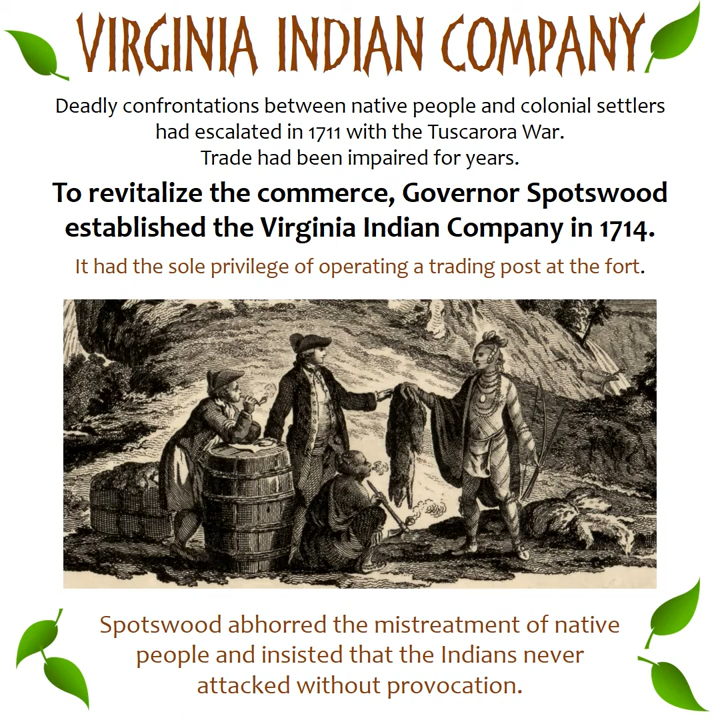 VIRGINIA INDIAN COMPANY
Deadly confrontations between native people and colonial settlers
had escalated in 1711 with the Tuscarora War.
Trade had been impaired for years.
To revitalize the commerce, Governor Spotswood
established the Virginia Indian Company in 1714.
It had the sole privilege of operating a trading post at the fort.
Spotswood abhorred the mistreatment of native
people and insisted that the Indians never
attacked without provocation.